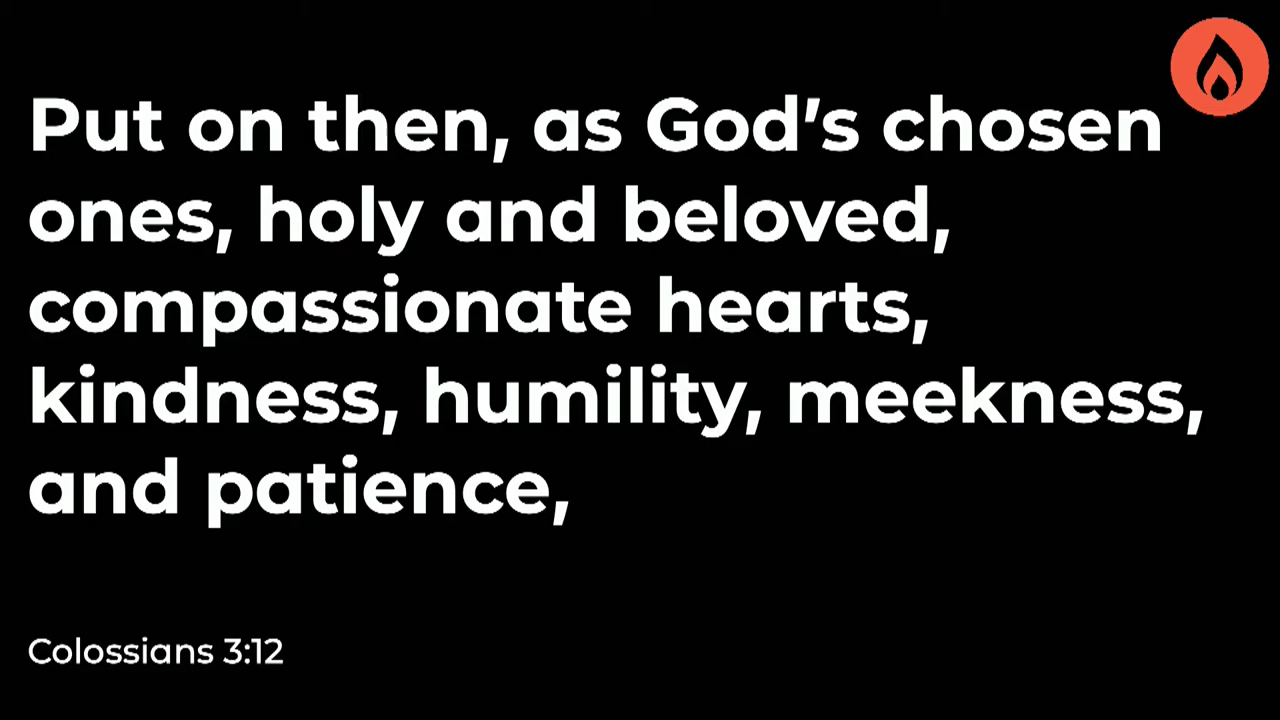 Put on then, as God’s chosen
ones, holy and beloved,
compassionate hearts,
kindness, humility, meekness,
and patience,
Colossians 3:12